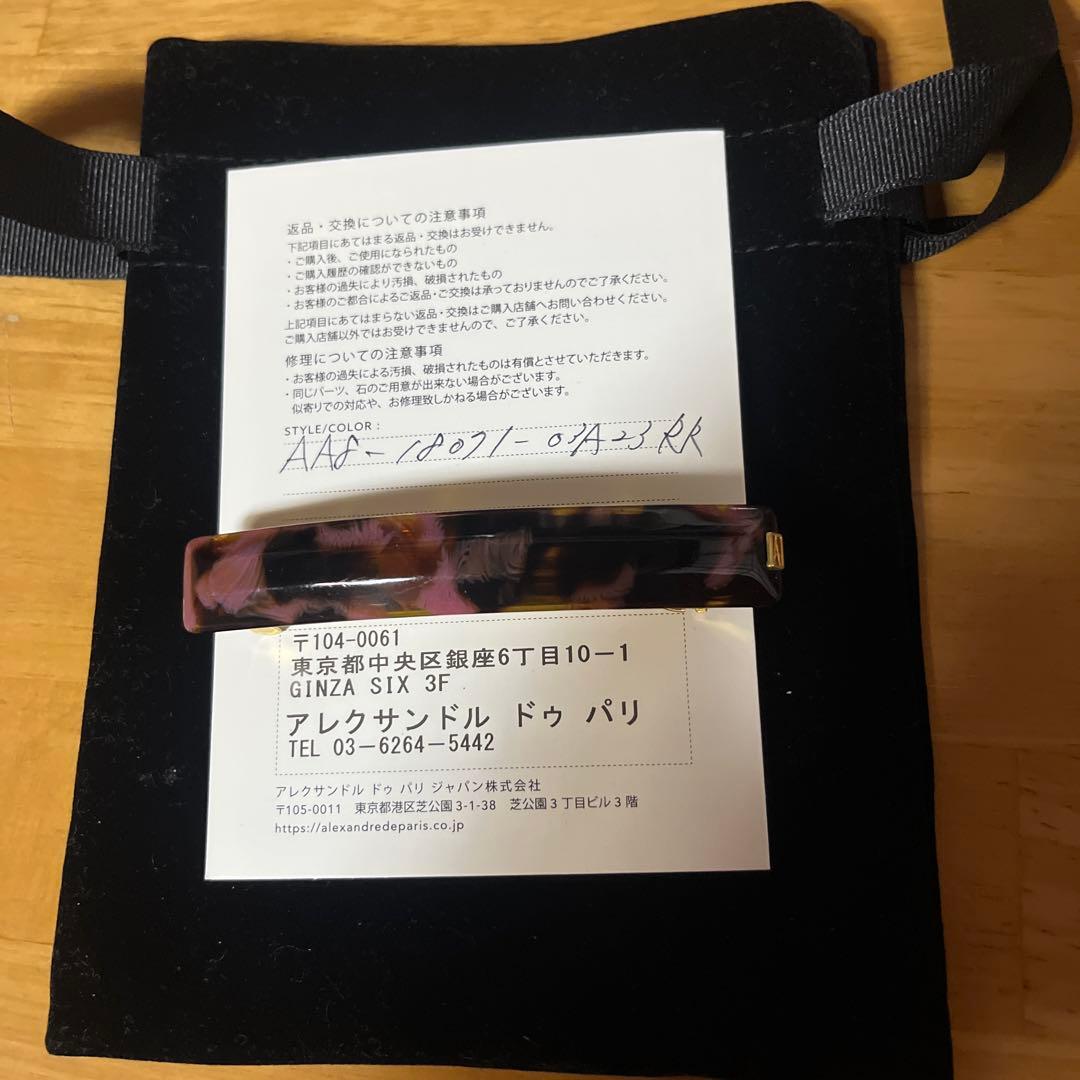 返品・交換についての注意事項
下記項目にあてはまる返品・交換はお受けできません。
・ご購入後、ご使用になられたもの
・ご購入履歴の確認ができないもの
・お客様の過失により汚損、破損されたもの
・お客様のご都合によるご返品・ご交換は承っておりませんのでご了承ください。
上記項目にあてはまらない返品・交換はご購入店舗へお問い合わせください。
ご購入店舗以外ではお受けできませんので、ご了承ください。
修理についての注意事項
・お客様の過失による汚損、破損されたものは有償とさせていただきます。
・同じパーツ、石のご用意が出来ない場合がございます。
似寄りでの対応や、お修理致しかねる場合がございます。
STYLE/COLOR :
AA8-18071-03A23RR
〒104-0061
東京都中央区銀座6丁目10−1
GINZA SIX 3F
アレクサンドル ドゥ パリ
TEL 03−6264−5442
アレクサンドル ドゥ パリ ジャパン株式会社
〒105-0011 東京都港区芝公園3-1-38 芝公園3丁目ビル3階
https://alexandredeparis.co.jp